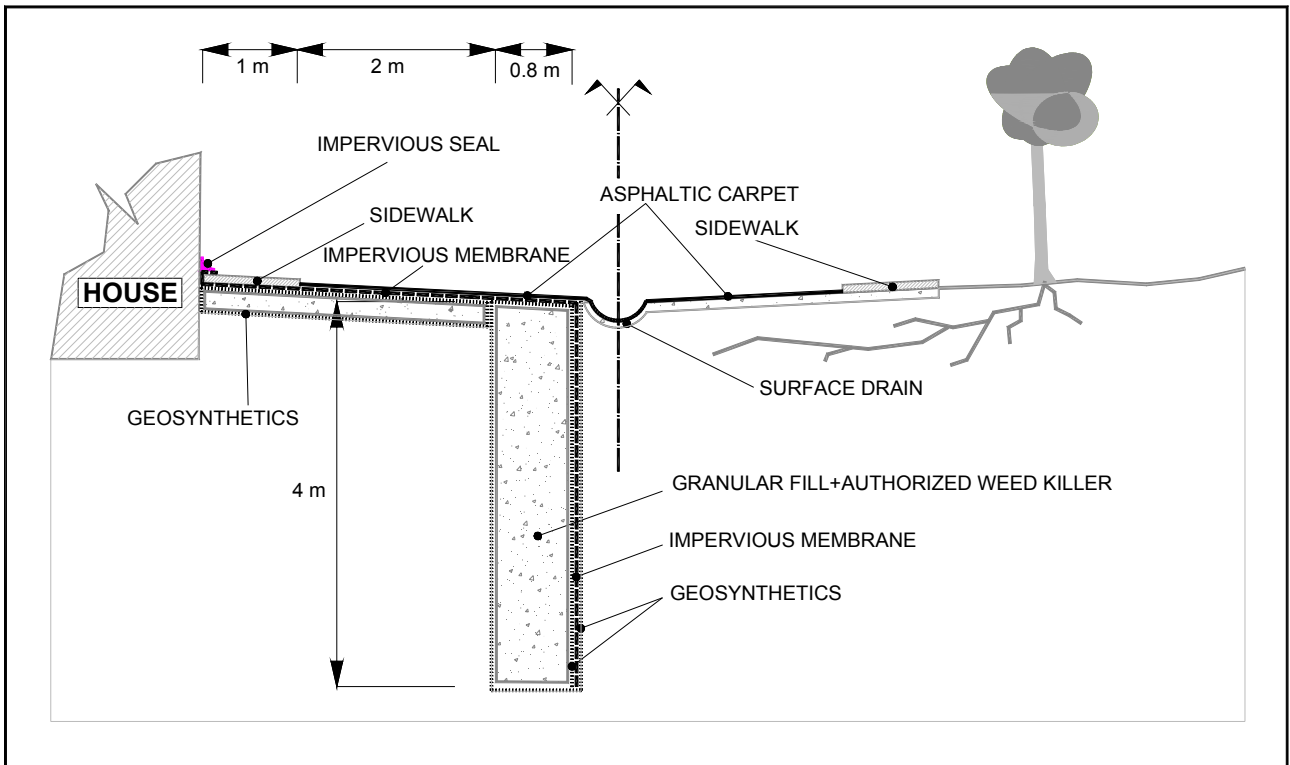 1 m
2 m
0.8 m
IMPERVIOUS SEAL
ASPHALTIC CARPET
SIDEWALK
SIDEWALK
IMPERVIOUS MEMBRANE
HOUSE
SURFACE DRAIN
GEOSYNTHETICS
4 m
GRANULAR FILL+AUTHORIZED WEED KILLER
IMPERVIOUS MEMBRANE
GEOSYNTHETICS